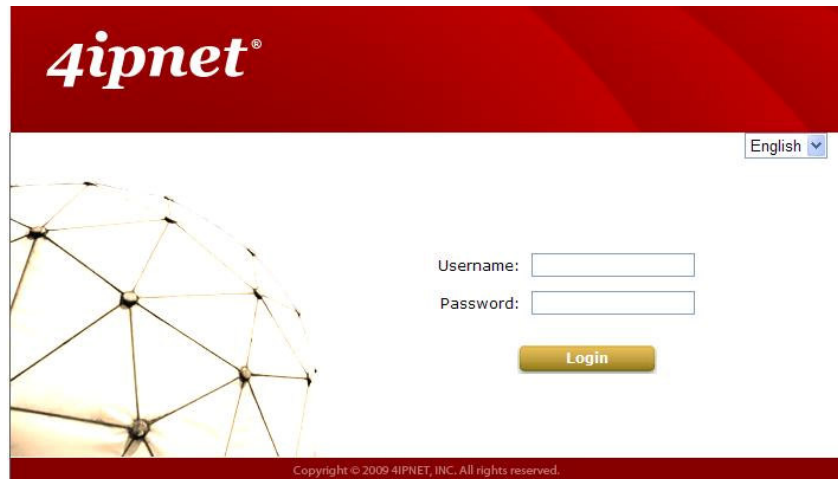 4ipnet®
English
Username:
Password:
Login
Copyright © 2009 4IPNET, INC. All rights reserved.